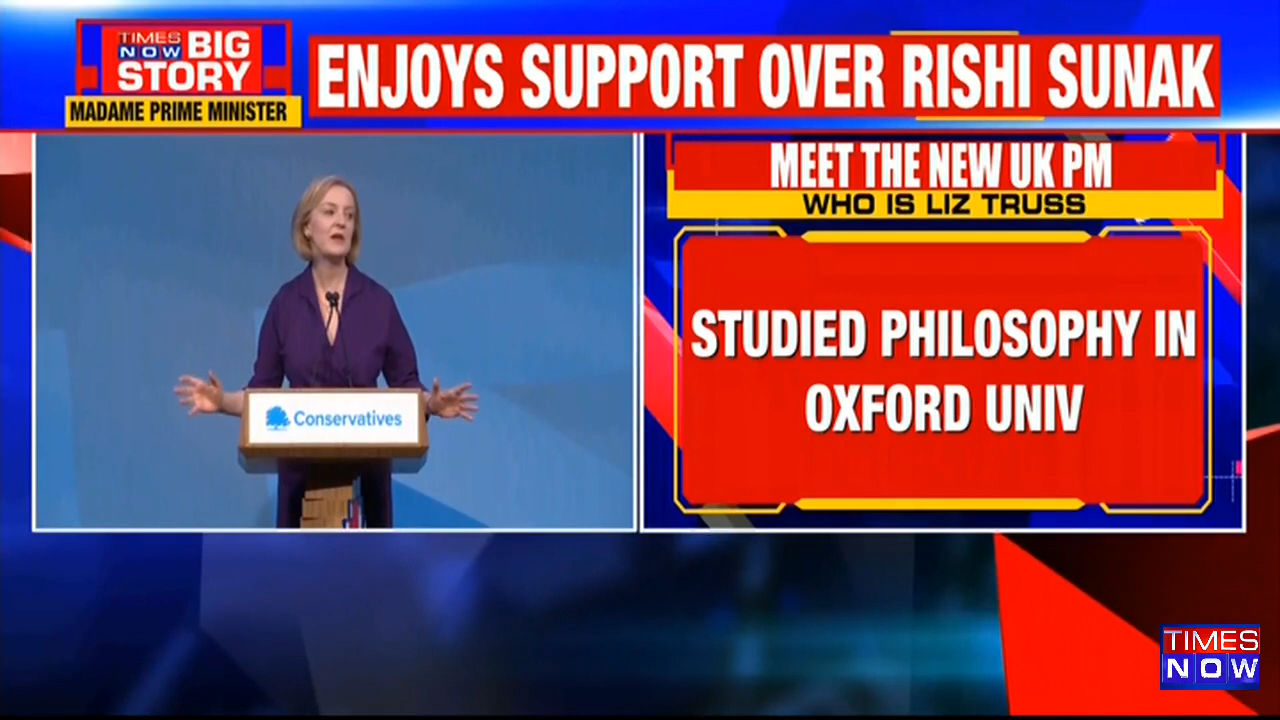 TIMES
NOW
BIG
STORY
MADAME PRIME MINISTER
ENJOYS SUPPORT OVER RISHI SUNAK
MEET THE NEW UK PM
WHO IS LIZ TRUSS
STUDIED PHILOSOPHY IN
OXFORD UNIV
Conservatives
TIMES
NOW